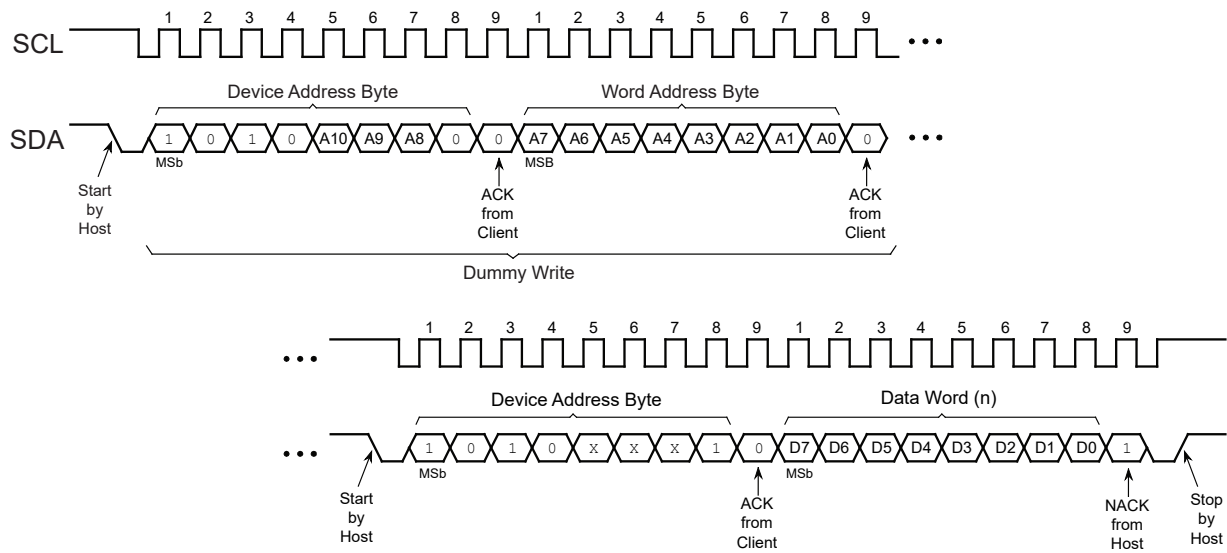 1 2 3 4 5 6 7 8 9 1 2 3 4 5 6 7 8 9
SCL
Device Address Byte Word Address Byte
SDA 1 0 1 0 A10 A9 A8 0 0 A7 A6 A5 A4 A3 A2 A1 A0 0
MSb MSB
Start
by
Host
ACK
from
Client
ACK
from
Client
Dummy Write
1 2 3 4 5 6 7 8 9 1 2 3 4 5 6 7 8 9
Device Address Byte Data Word (n)
1 0 1 0 X X X 1 0 D7 D6 D5 D4 D3 D2 D1 D0 1
MSb MSb
Start
by
Host
ACK
from
Client
NACK
from
Host
Stop
by
Host